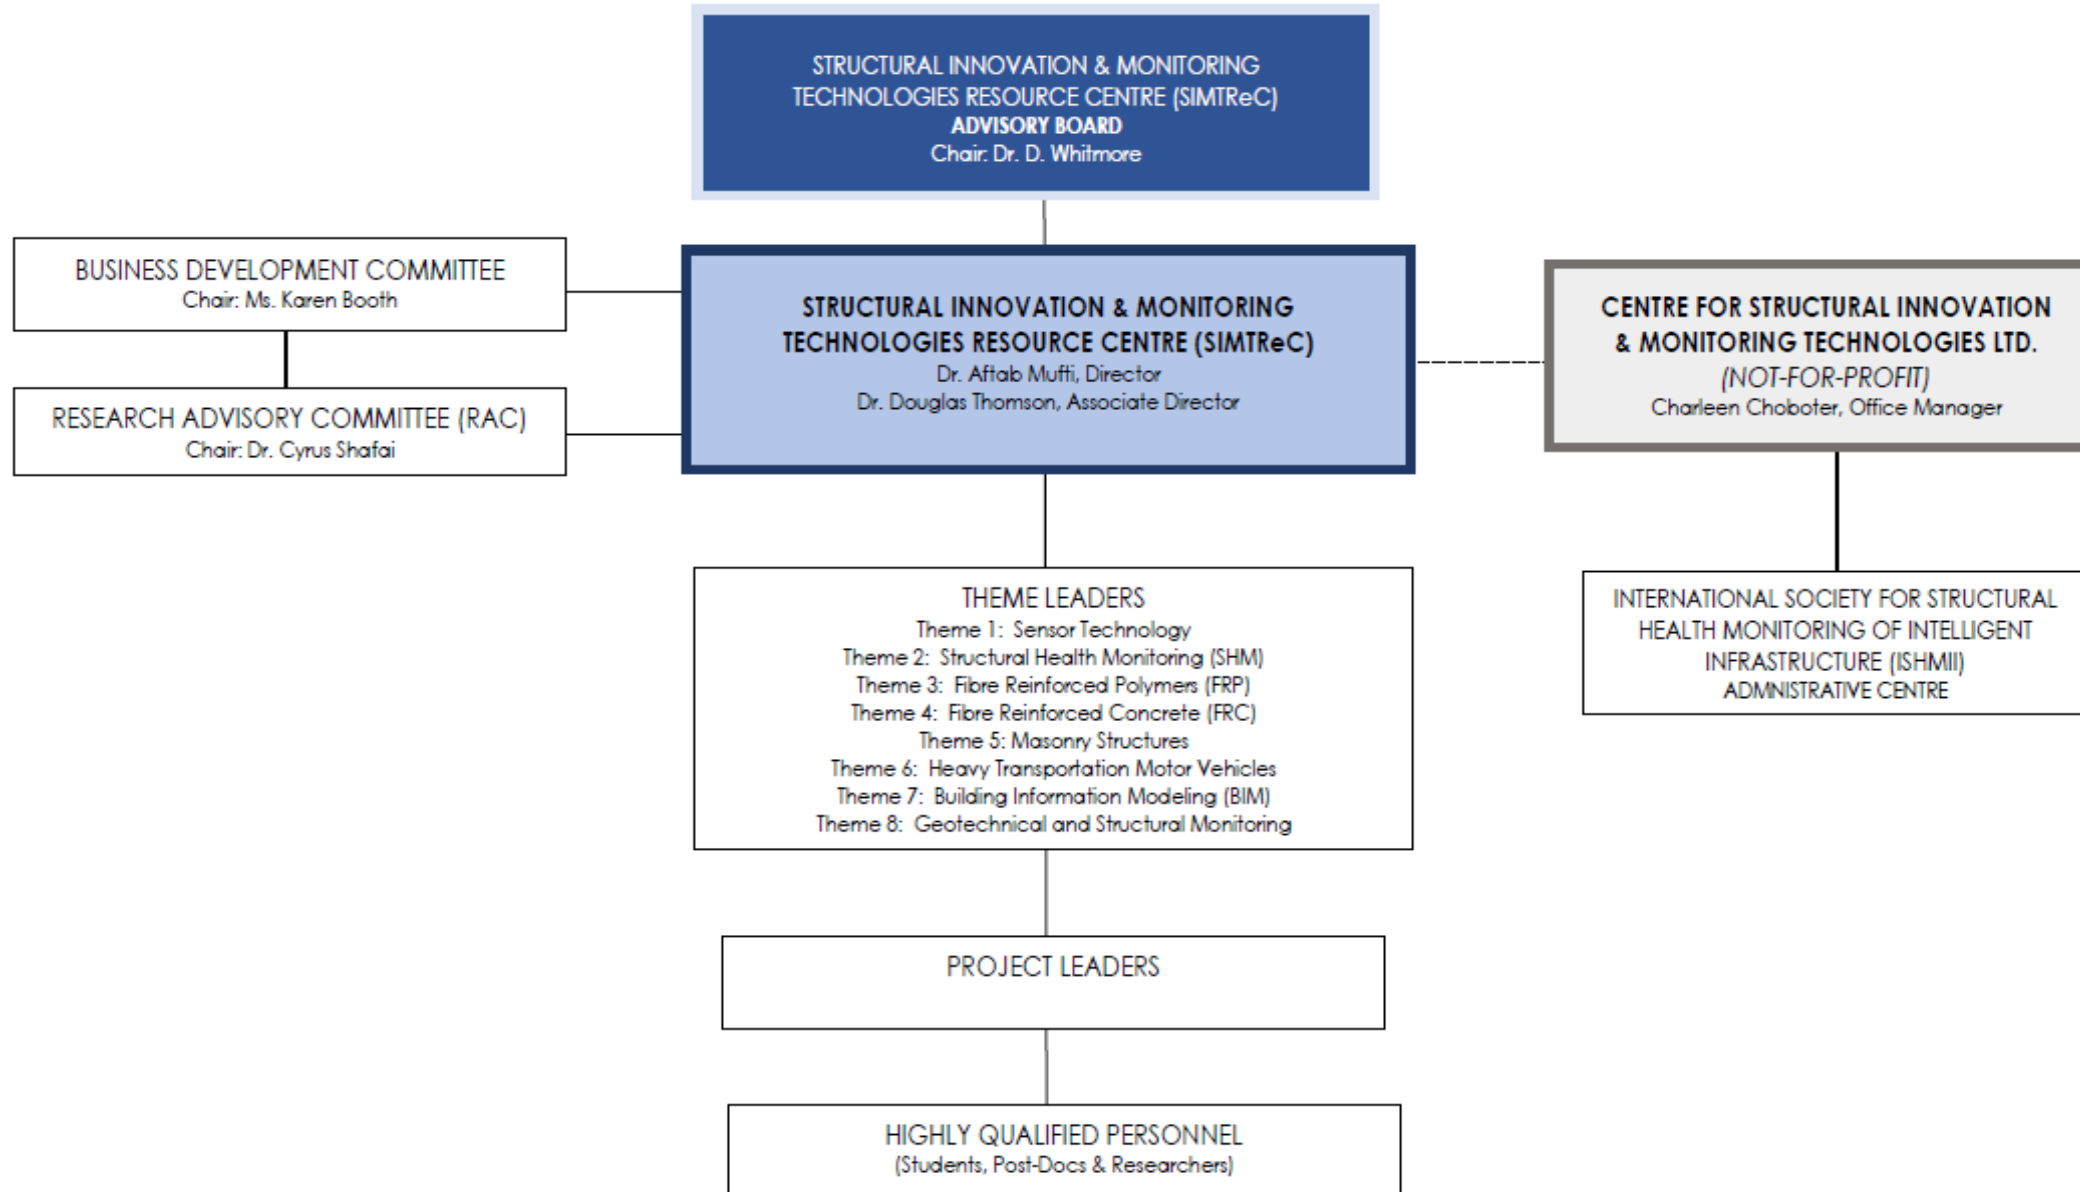 STRUCTURAL INNOVATION & MONITORING
TECHNOLOGIES RESOURCE CENTRE (SIMTReC)
ADVISORY BOARD
Chair: Dr. D. Whitmore
BUSINESS DEVELOPMENT COMMITTEE
Chair: Ms. Karen Booth
RESEARCH ADVISORY COMMITTEE (RAC)
Chair: Dr. Cyrus Shafai
STRUCTURAL INNOVATION & MONITORING
TECHNOLOGIES RESOURCE CENTRE (SIMTReC)
Dr. Aftab Mufti, Director
Dr. Douglas Thomson, Associate Director
CENTRE FOR STRUCTURAL INNOVATION
& MONITORING TECHNOLOGIES LTD.
(NOT-FOR-PROFIT)
Charleen Choboter, Office Manager
THEME LEADERS
Theme 1: Sensor Technology
Theme 2: Structural Health Monitoring (SHM)
Theme 3: Fibre Reinforced Polymers (FRP)
Theme 4: Fibre Reinforced Concrete (FRC)
Theme 5: Masonry Structures
Theme 6: Heavy Transportation Motor Vehicles
Theme 7: Building Information Modeling (BIM)
Theme 8: Geotechnical and Structural Monitoring
INTERNATIONAL SOCIETY FOR STRUCTURAL
HEALTH MONITORING OF INTELLIGENT
INFRASTRUCTURE (ISHMII)
ADMNISTRATIVE CENTRE
PROJECT LEADERS
HIGHLY QUALIFIED PERSONNEL
(Students, Post-Docs & Researchers)